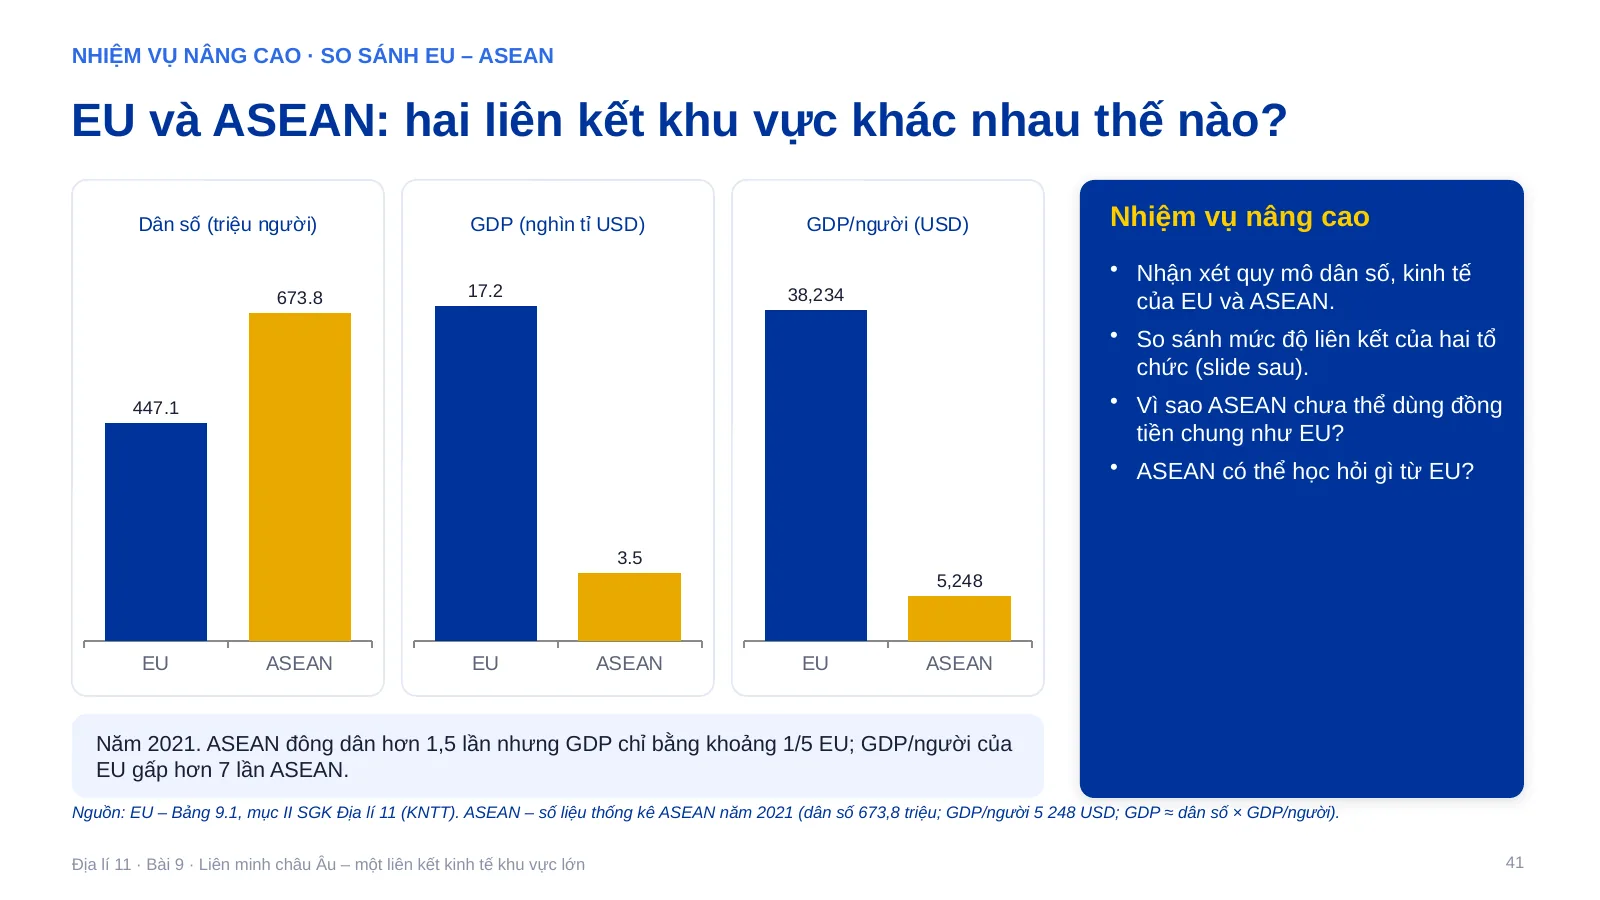 NHIỆM VỤ NÂNG CAO · SO SÁNH EU – ASEAN
EU và ASEAN: hai liên kết khu vực khác nhau thế nào?
Dân số (triệu người)
673.8
447.1
EU
ASEAN
GDP (nghìn tỉ USD)
17.2
3.5
EU
ASEAN
GDP/người (USD)
38,234
5,248
EU
ASEAN
Nhiệm vụ nâng cao
• Nhận xét quy mô dân số, kinh tế
của EU và ASEAN.
• So sánh mức độ liên kết của hai tổ
chức (slide sau).
• Vì sao ASEAN chưa thể dùng đồng
tiền chung như EU?
• ASEAN có thể học hỏi gì từ EU?
Năm 2021. ASEAN đông dân hơn 1,5 lần nhưng GDP chỉ bằng khoảng 1/5 EU; GDP/người của
EU gấp hơn 7 lần ASEAN.
Nguồn: EU – Bảng 9.1, mục II SGK Địa lí 11 (KNTT). ASEAN – số liệu thống kê ASEAN năm 2021 (dân số 673,8 triệu; GDP/người 5 248 USD; GDP ≈ dân số × GDP/người).
Địa lí 11 · Bài 9 · Liên minh châu Âu – một liên kết kinh tế khu vực lớn
41